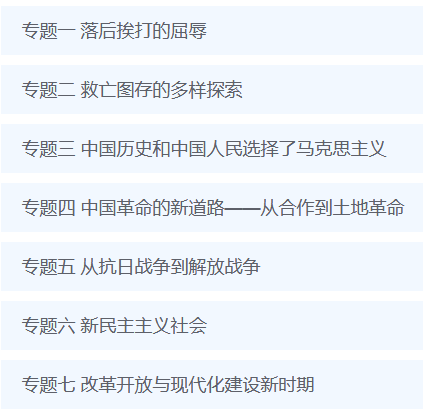 专题一 落后挨打的屈辱
专题二 救亡图存的多样探索
专题三 中国历史和中国人民选择了马克思主义
专题四 中国革命的新道路——从合作到土地革命
专题五 从抗日战争到解放战争
专题六 新民主主义社会
专题七 改革开放与现代化建设新时期